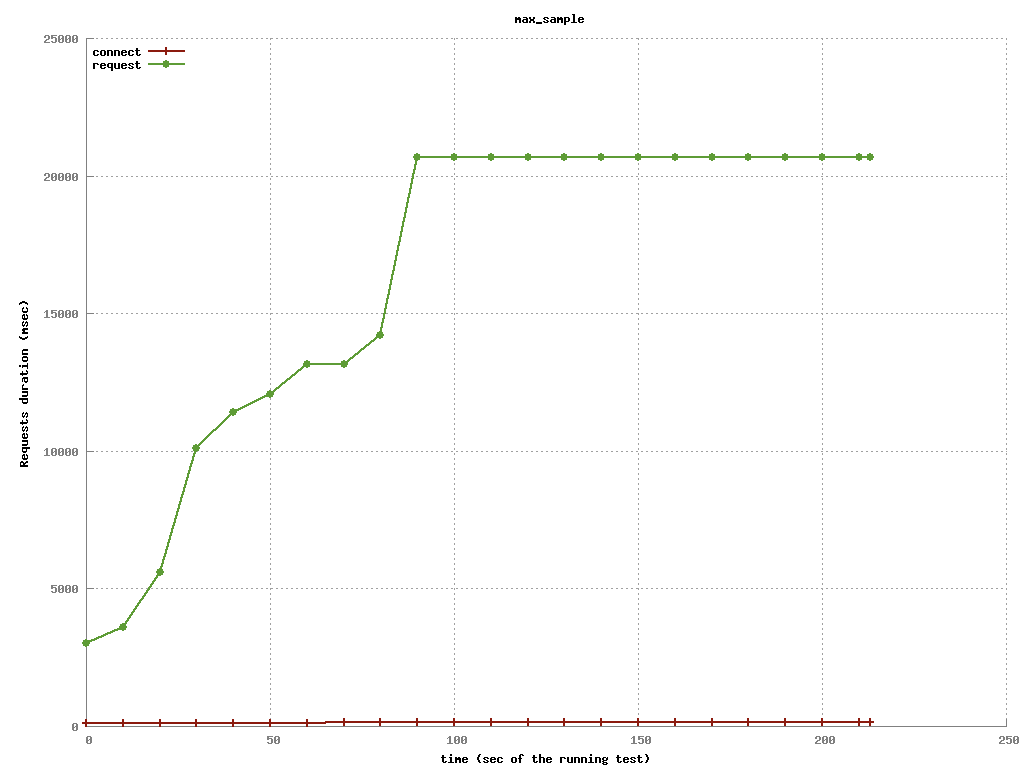 max_sample
25000
connect
request
20000
15000
Requests duration (msec)
10000
5000
0
0 50 100 150 200 250
time (sec of the running test)